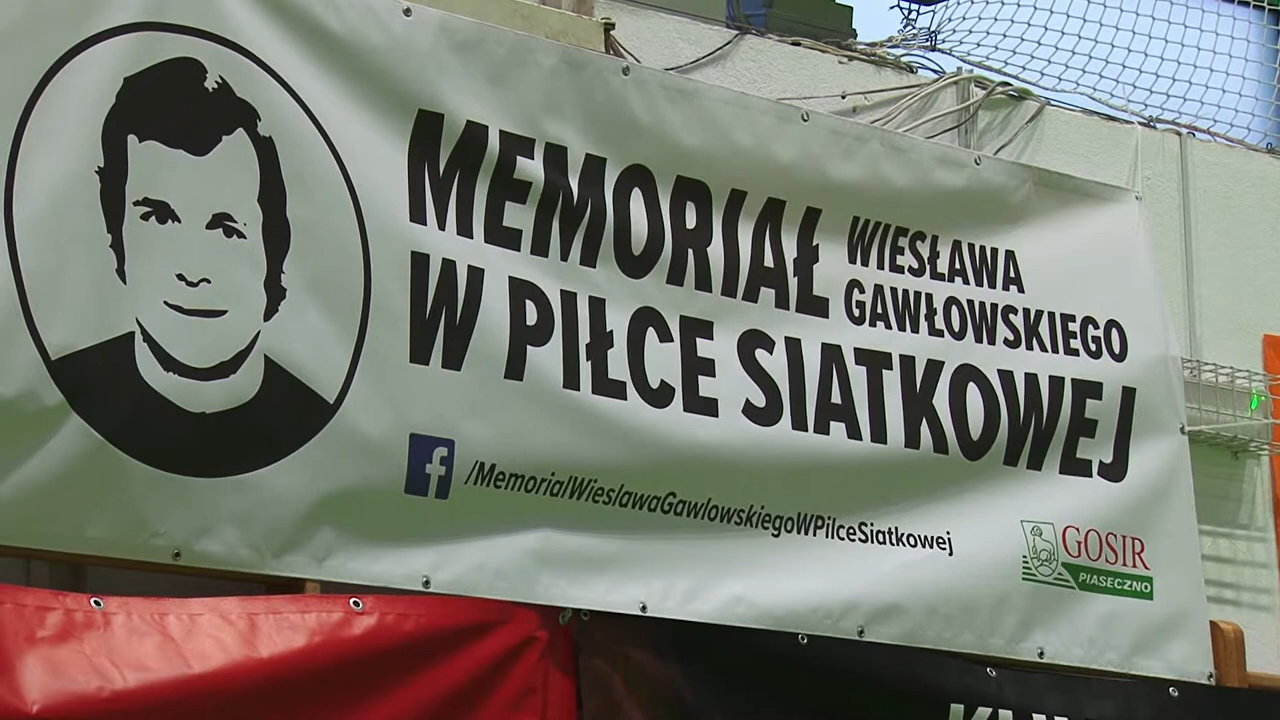 MEMORIAŁ WIESŁAWA GAWŁOWSKIEGO
W PIŁCE SIATKOWEJ
f /MemorialWieslawaGawlowskiegoWPilceSiatkowej
GOSIR
PIASECZNO